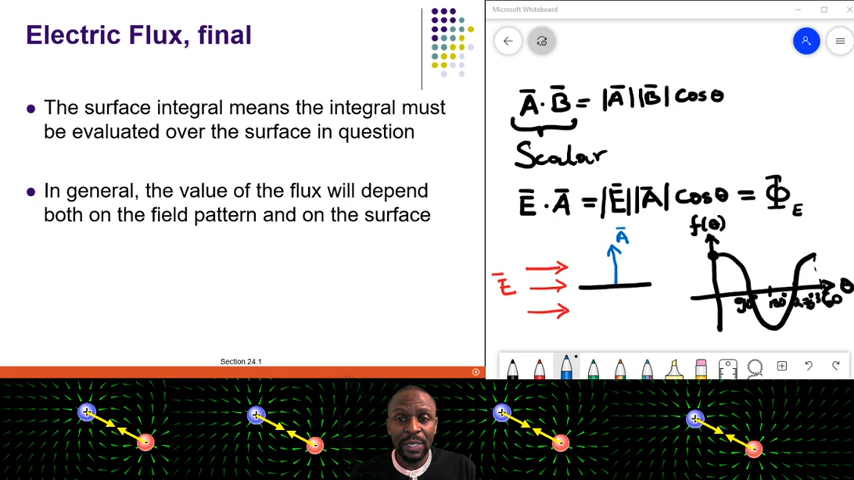 Electric Flux, final
The surface integral means the integral must
be evaluated over the surface in question
In general, the value of the flux will depend
both on the field pattern and on the surface
Section 24.1
Microsoft Whiteboard
A̅ · B̅ = |A̅||B̅| cosθ
Scalar
E̅ · A̅ = |E̅||A̅| cosθ = Φ_E
A̅
f(θ)
E̅
θ
90°